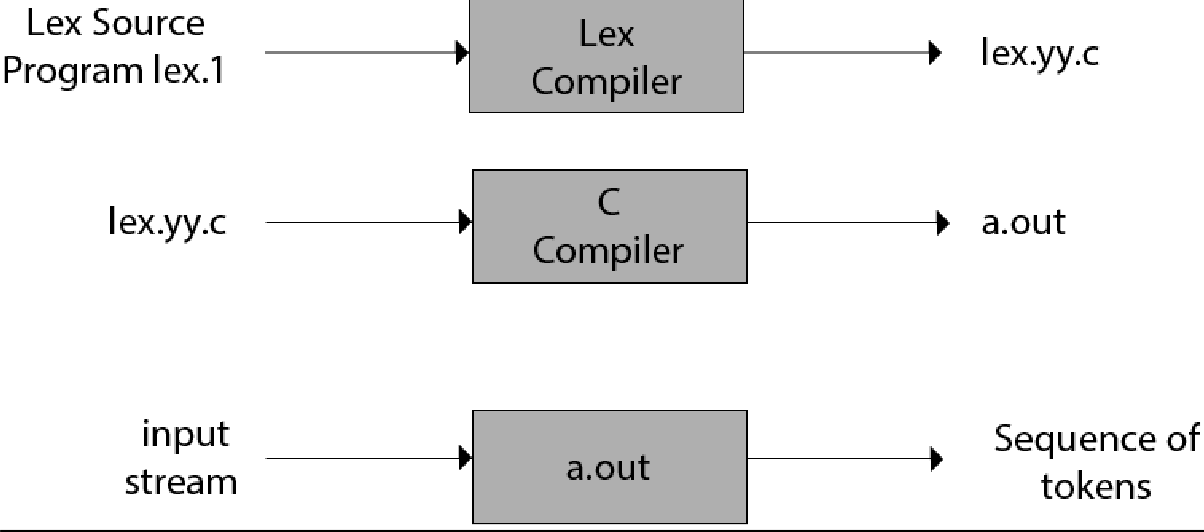 Lex Source
Program lex.1
Lex
Compiler
lex.yy.c
lex.yy.c
C
Compiler
a.out
input
stream
a.out
Sequence of
tokens